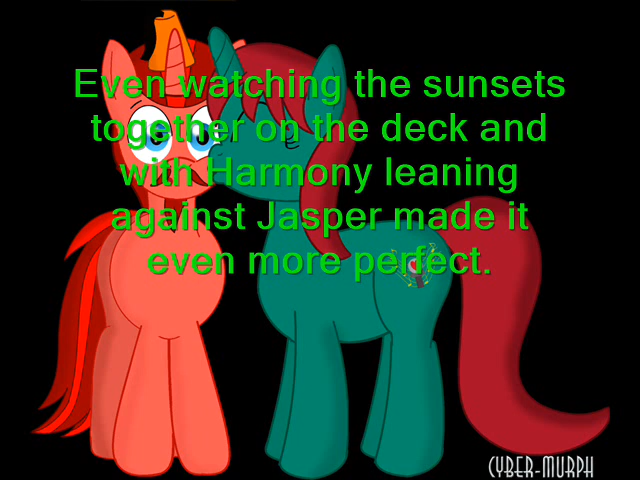 Even watching the sunsets
together on the deck and
with Harmony leaning
against Jasper made it
even more perfect.
CYBER-MURPH